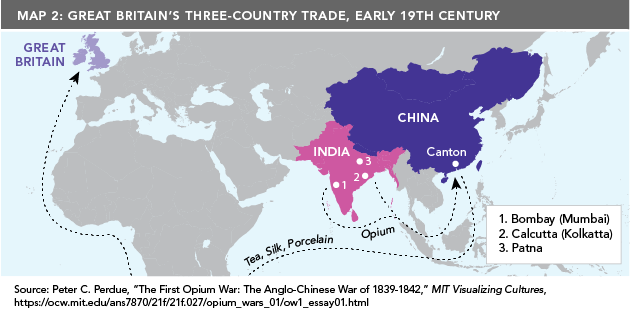 MAP 2: GREAT BRITAIN'S THREE-COUNTRY TRADE, EARLY 19TH CENTURY
GREAT
BRITAIN
CHINA
INDIA
Canton
3
2
1
Opium
Tea, Silk, Porcelain
1. Bombay (Mumbai)
2. Calcutta (Kolkatta)
3. Patna
Source: Peter C. Perdue, "The First Opium War: The Anglo-Chinese War of 1839-1842," MIT Visualizing Cultures,
https://ocw.mit.edu/ans7870/21f/21f.027/opium_wars_01/ow1_essay01.html